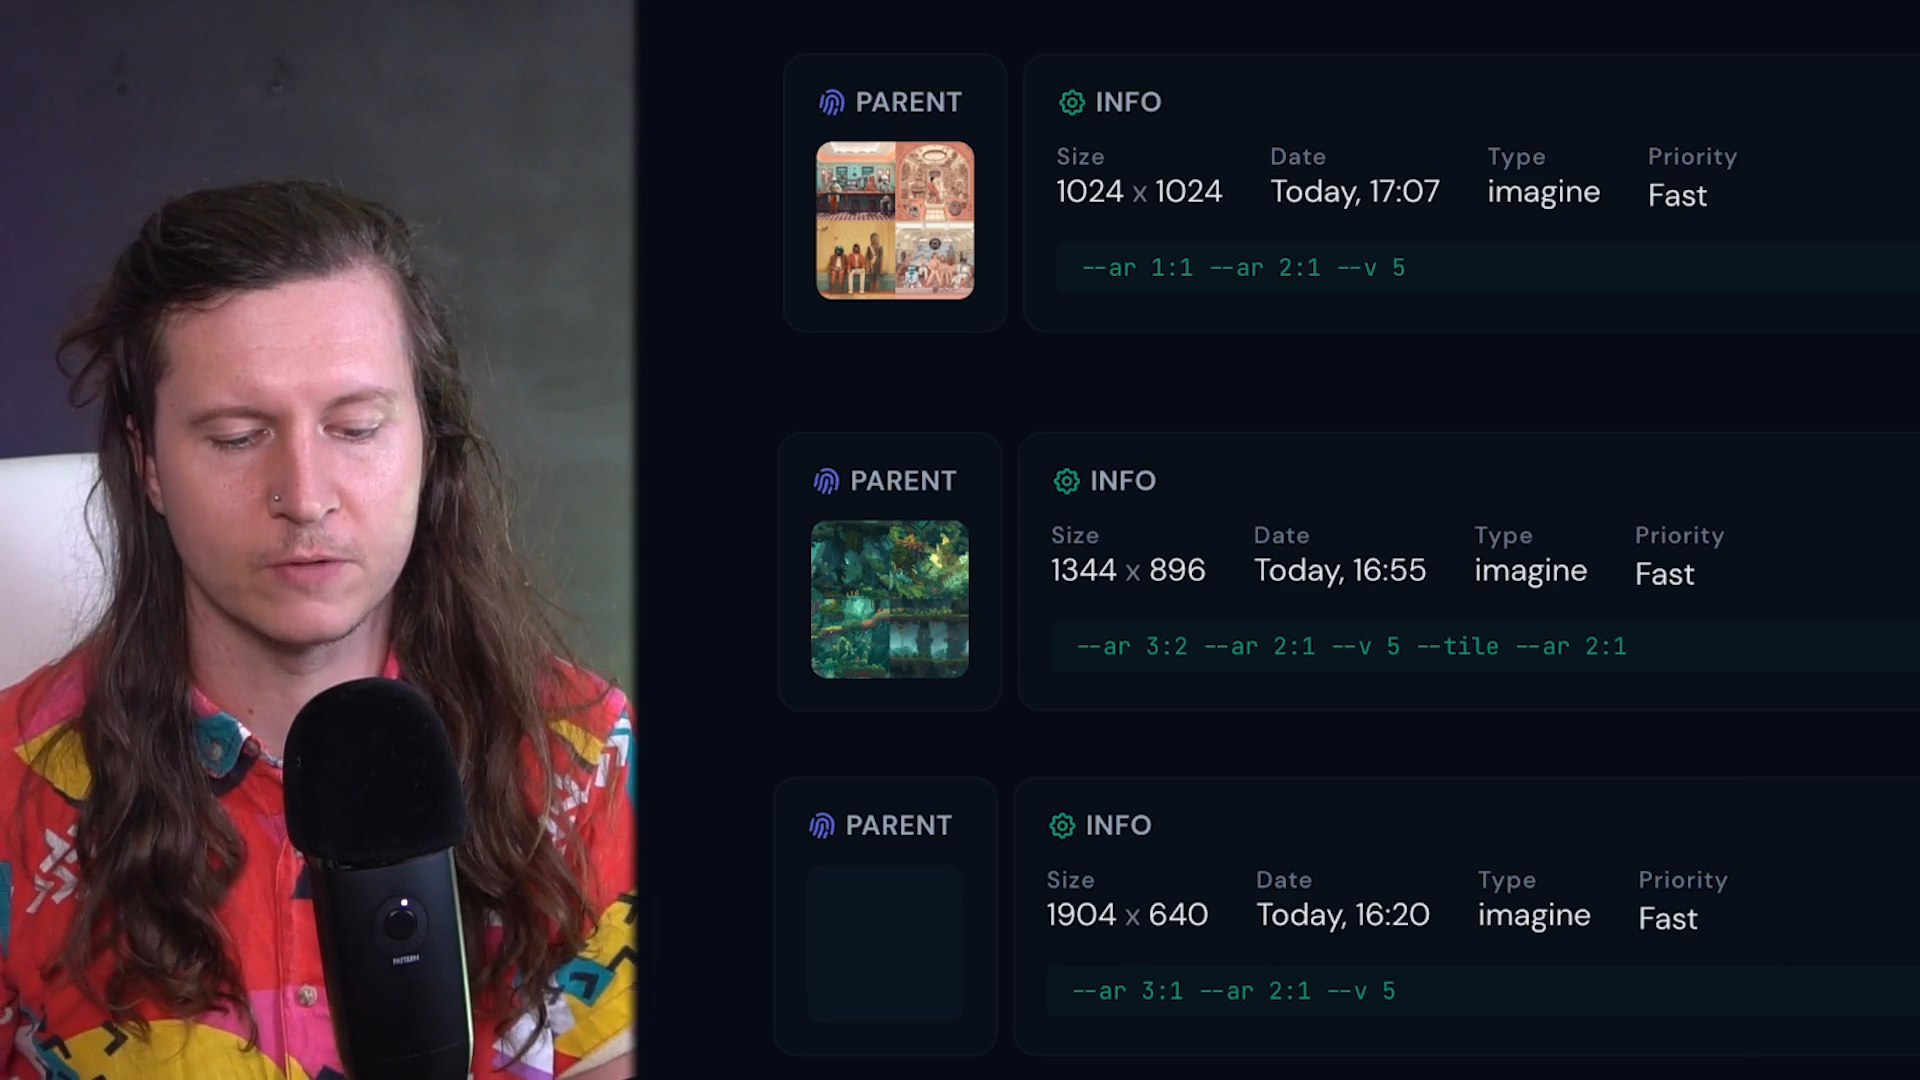 PARENT
INFO
Size
Date
Type
Priority
1024 x 1024
Today, 17:07
imagine
Fast
--ar 1:1 --ar 2:1 --v 5
PARENT
INFO
Size
Date
Type
Priority
1344 x 896
Today, 16:55
imagine
Fast
--ar 3:2 --ar 2:1 --v 5 --tile --ar 2:1
PARENT
INFO
Size
Date
Type
Priority
1904 x 640
Today, 16:20
imagine
Fast
--ar 3:1 --ar 2:1 --v 5
PATTERN